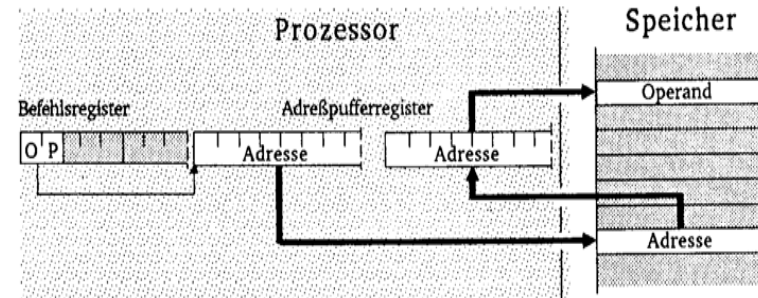 Prozessor
Speicher
Befehlsregister
Adreßpufferregister
Operand
O P
Adresse
Adresse
Adresse